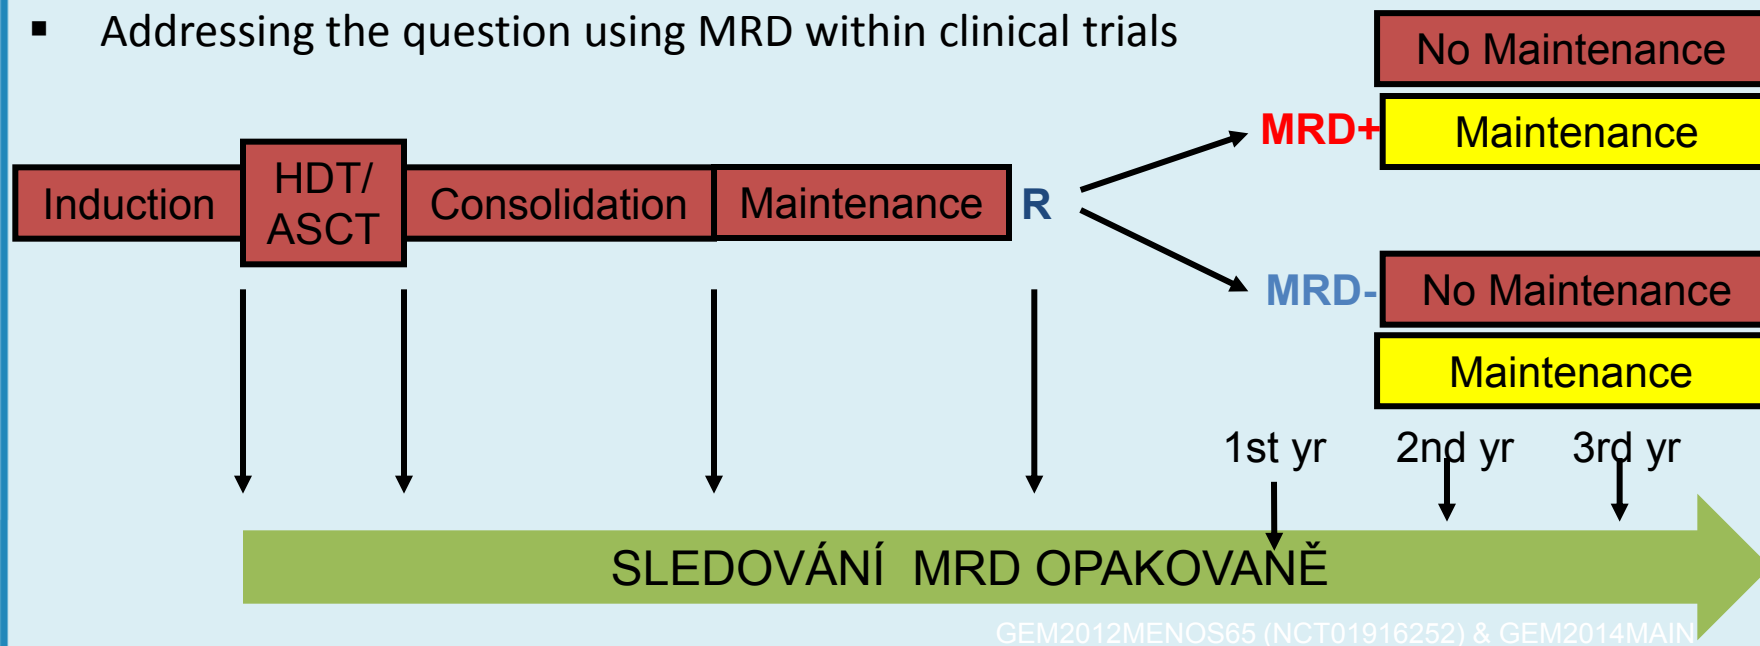 ▪ Addressing the question using MRD within clinical trials
No Maintenance
MRD+
Maintenance
Induction
HDT/
ASCT
Consolidation
Maintenance
R
MRD-
No Maintenance
Maintenance
1st yr
2nd yr
3rd yr
SLEDOVÁNÍ MRD OPAKOVANĚ
GEM2012MENOS65 (NCT01916252) & GEM2014MAIN